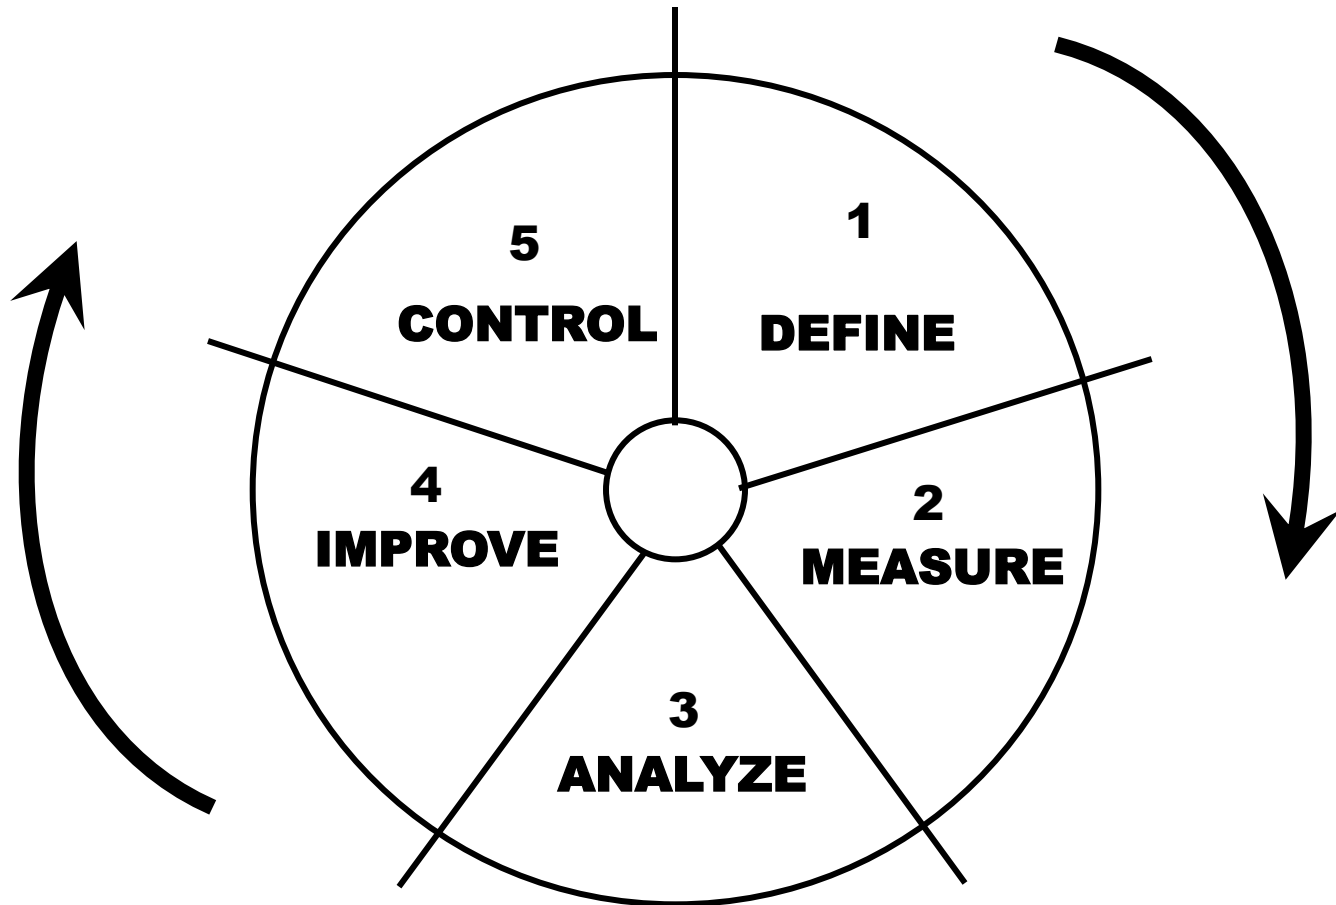 1
DEFINE
2
MEASURE
3
ANALYZE
4
IMPROVE
5
CONTROL